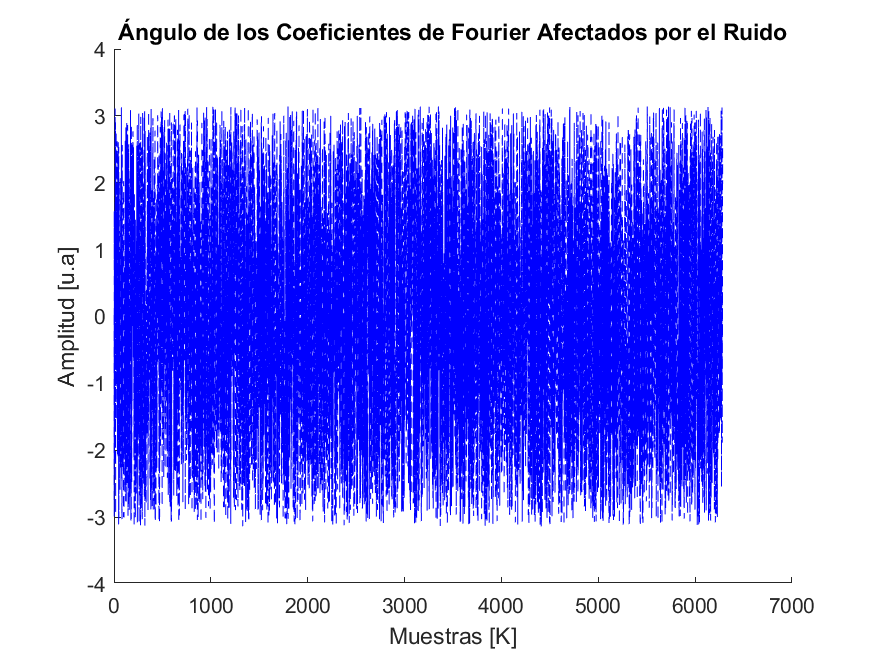 Ángulo de los Coeficientes de Fourier Afectados por el Ruido
4
3
2
1
0
-1
-2
-3
-4
Amplitud [u.a]
0 1000 2000 3000 4000 5000 6000 7000
Muestras [K]